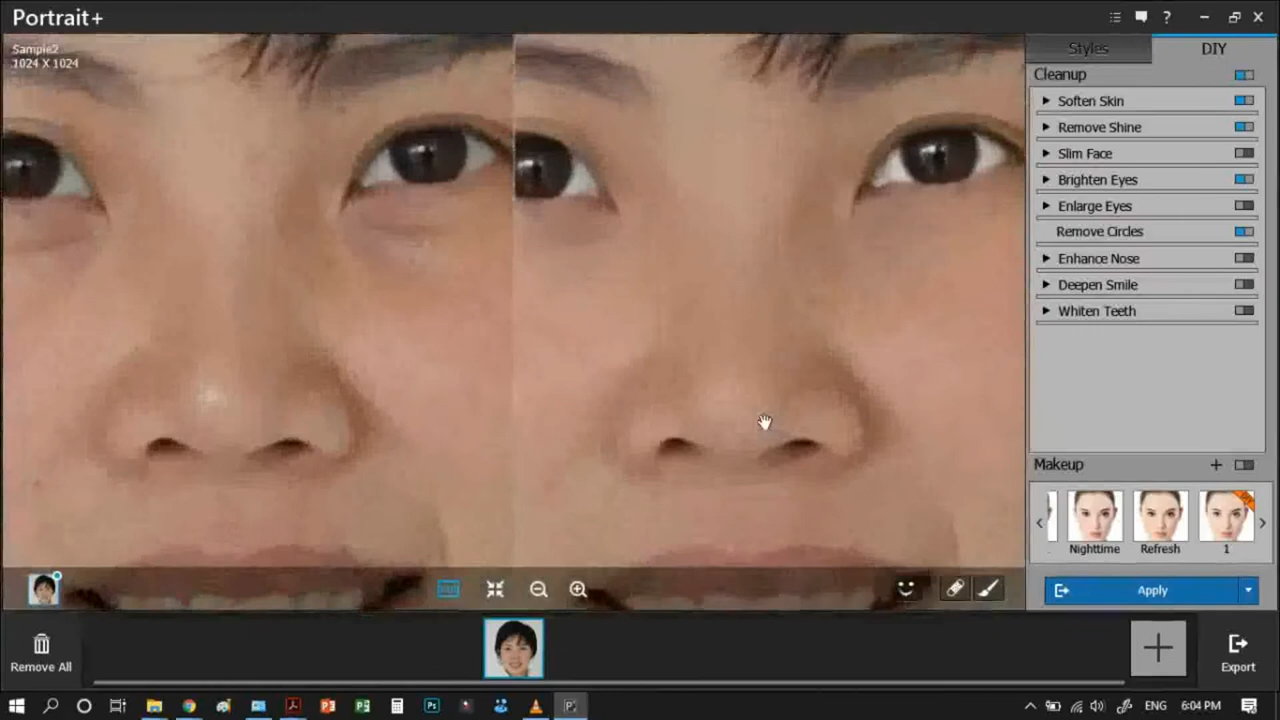 Portrait+
?
Sample2
1024 X 1024
Styles
DIY
Cleanup
Soften Skin
Remove Shine
Slim Face
Brighten Eyes
Enlarge Eyes
Remove Circles
Enhance Nose
Deepen Smile
Whiten Teeth
Makeup
Nighttime
Refresh
1
Apply
Remove All
Export
Ps
ENG
6:04 PM